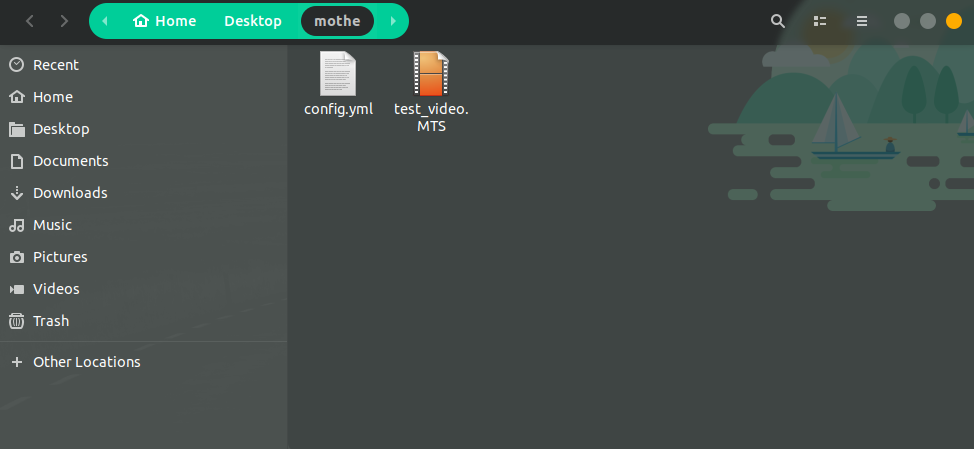 Home Desktop mothe
Recent
Home
Desktop
Documents
Downloads
Music
Pictures
Videos
Trash
Other Locations
config.yml
test_video.
MTS